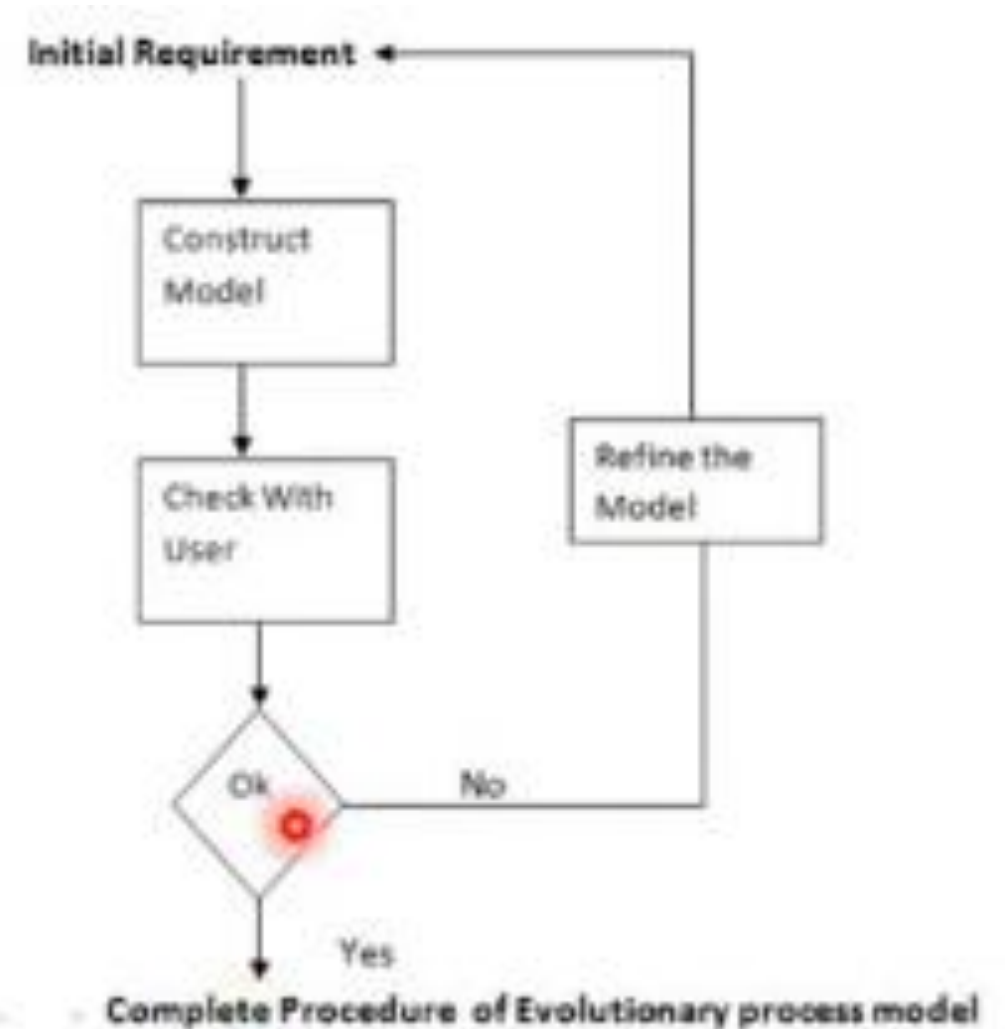 Initial Requirement
Construct
Model
Check With
User
Refine the
Model
Ok
No
Yes
Complete Procedure of Evolutionary process model